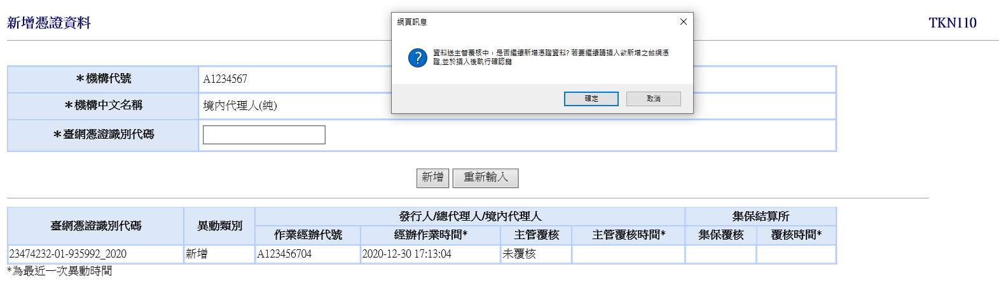 新增憑證資料
TKN110
網頁訊息
資料送主管覆核中，是否繼續新增憑證資料? 若要繼續請插入欲新增之台網憑
證,並於插入後執行確認鍵
確定
取消
＊機構代號
A1234567
＊機構中文名稱
境內代理人(純)
＊臺網憑證識別代碼
新增
重新輸入
臺網憑證識別代碼
異動類別
發行人/總代理人/境內代理人
集保結算所
作業經辦代號
經辦作業時間*
主管覆核
主管覆核時間*
集保覆核
覆核時間*
23474232-01-935992_2020
新增
A123456704
2020-12-30 17:13:04
未覆核
*為最近一次異動時間